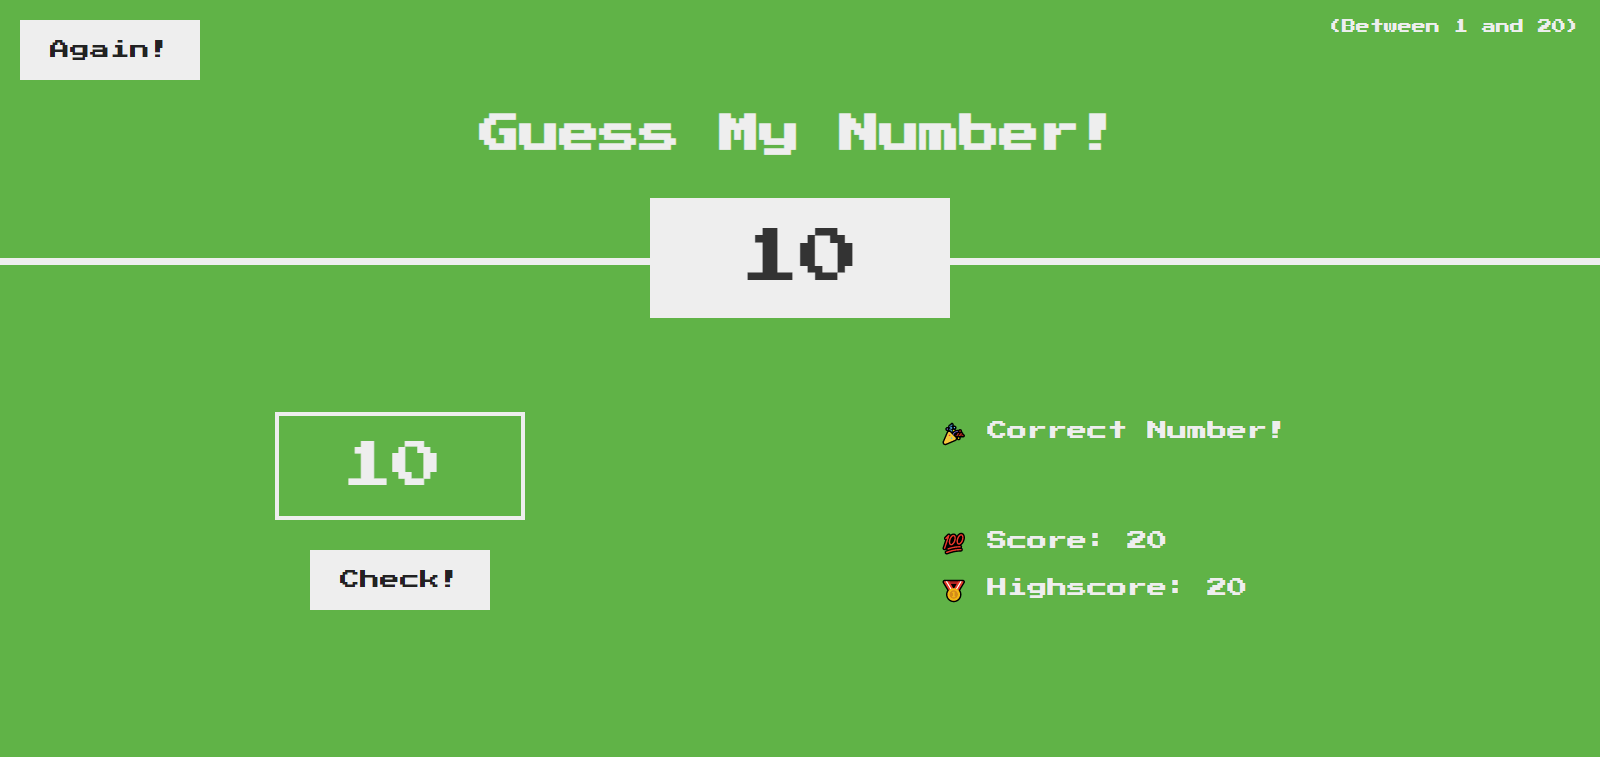 Again!
(Between 1 and 20)
Guess My Number!
10
10
Check!
🎉 Correct Number!
💯 Score: 20
🥇 Highscore: 20